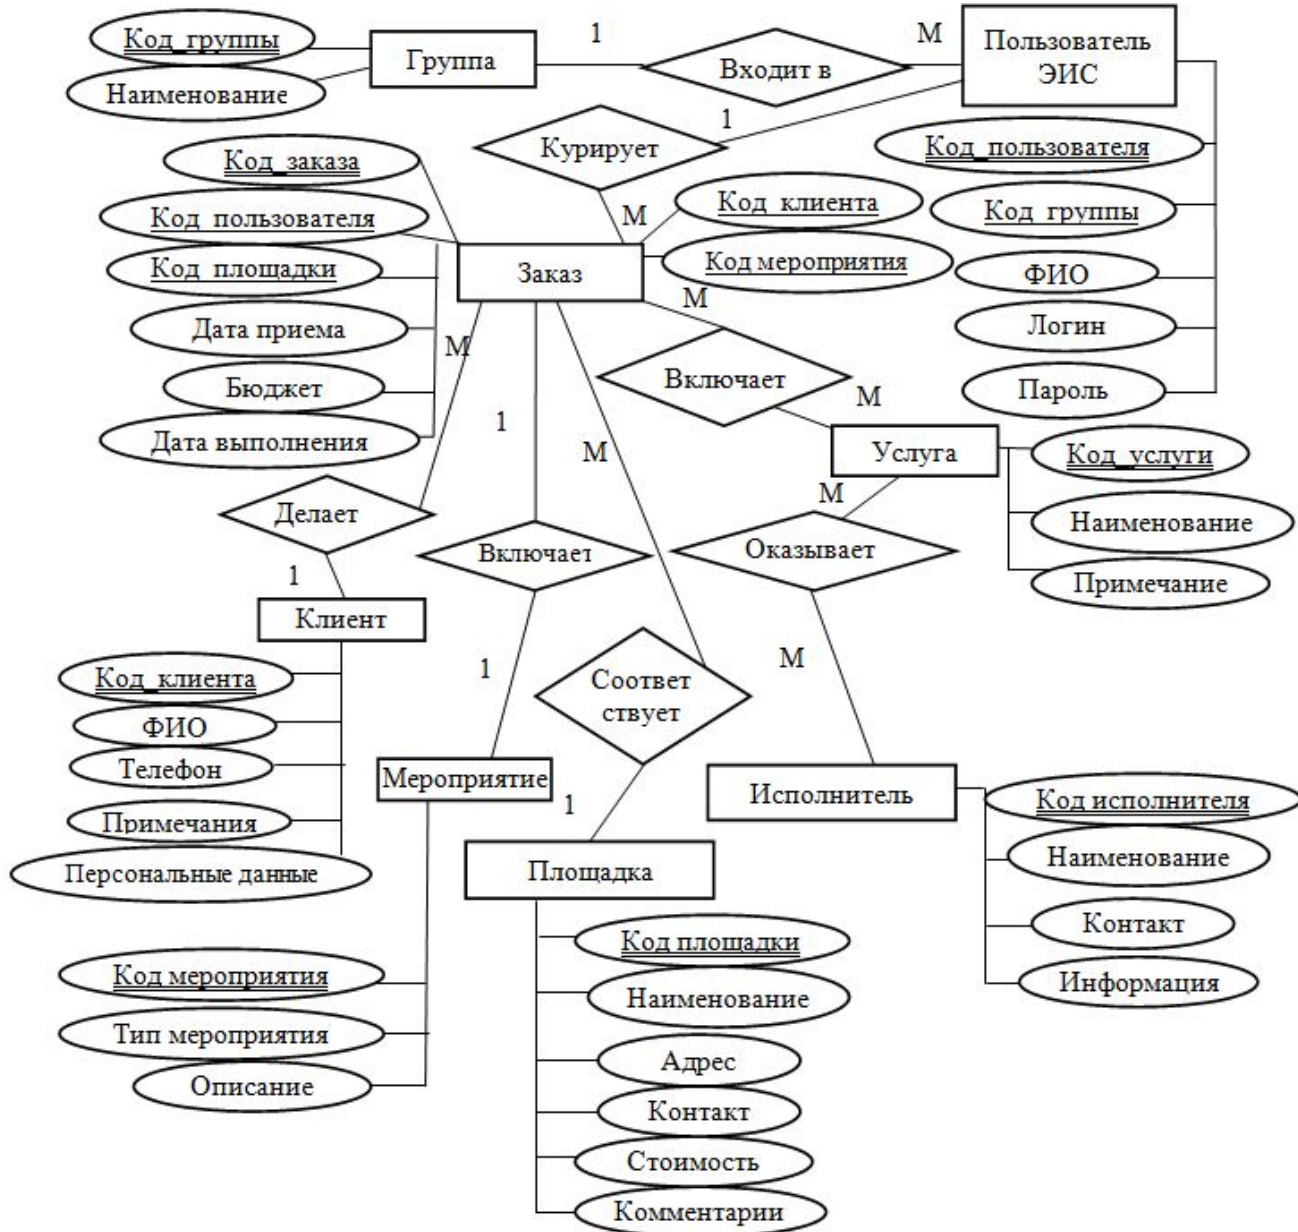 Код_группы
Группа
Наименование
1
Входит в
М
Пользователь
ЭИС
Курирует
1
М
Код_пользователя
Код_группы
ФИО
Логин
Пароль
Код_заказа
Код_пользователя
Код_площадки
Дата приема
Бюджет
Дата выполнения
Заказ
Код_клиента
Код мероприятия
М
Включает
М
Услуга
Код_услуги
Наименование
Примечание
М
1
М
Делает
Включает
М
Оказывает
1
Клиент
1
Соответ
ствует
М
Код_клиента
ФИО
Телефон
Примечания
Персональные данные
Мероприятие
1
Исполнитель
Код исполнителя
Наименование
Контакт
Информация
Площадка
Код мероприятия
Тип мероприятия
Описание
Код площадки
Наименование
Адрес
Контакт
Стоимость
Комментарии